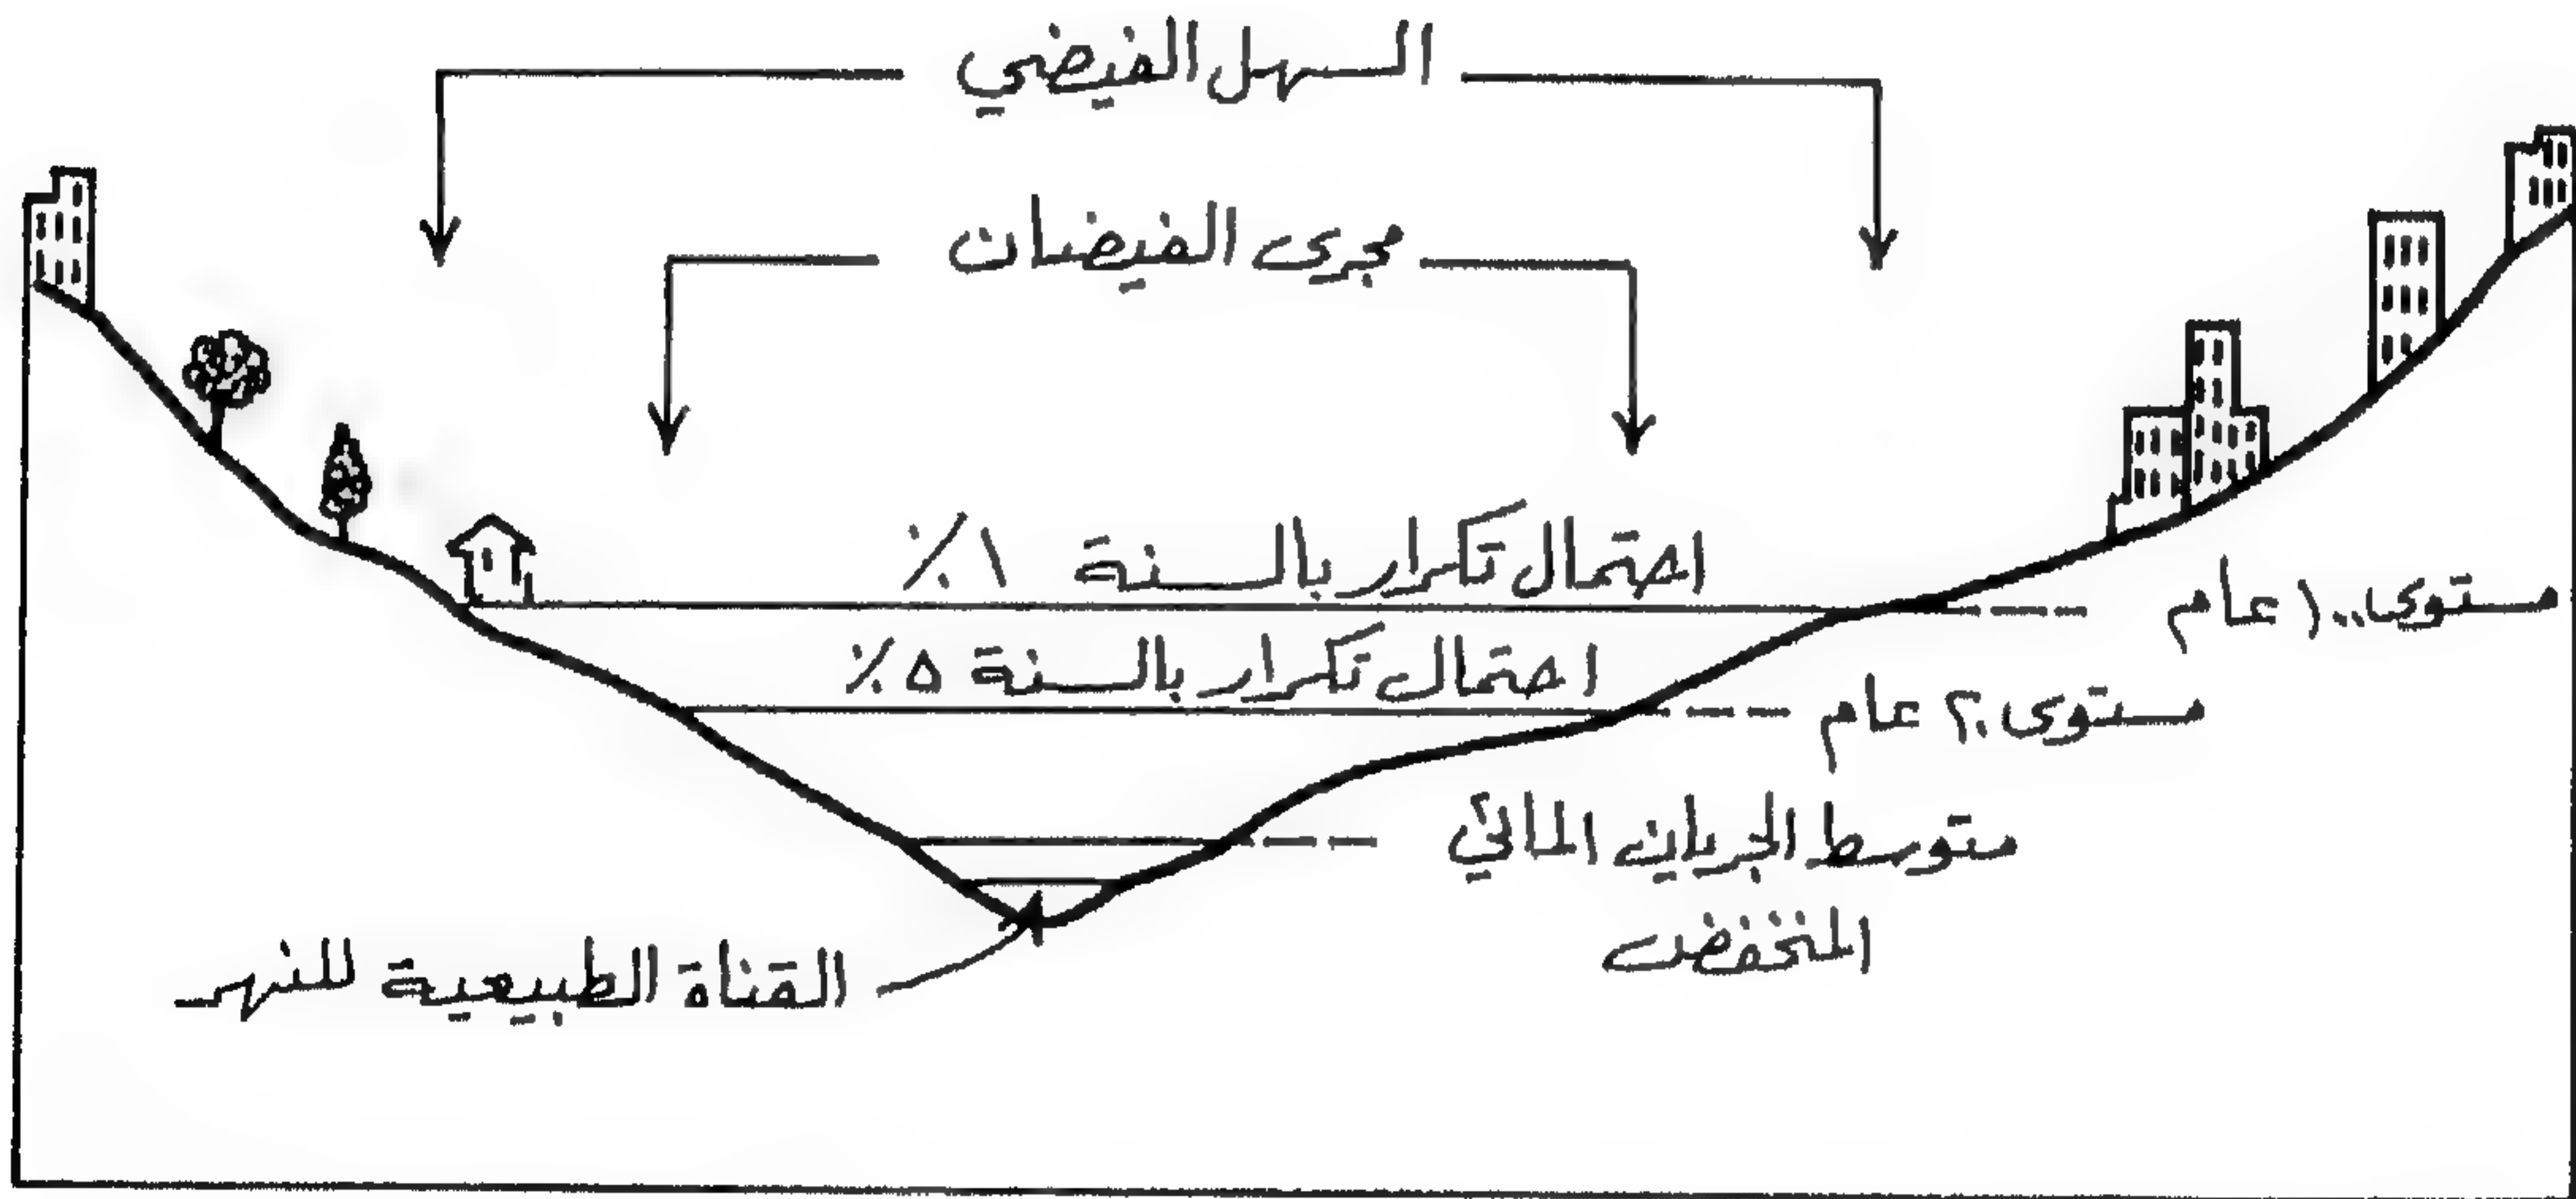 السهل الفيضي
مجرى الفيضان
احتمال تكرار بالسنة ١٪
مستوى ١٠٠ عام
احتمال تكرار بالسنة ٥٪
مستوى ٢٠ عام
متوسط الجريان المائي
المنخفض
القناة الطبيعية للنهر